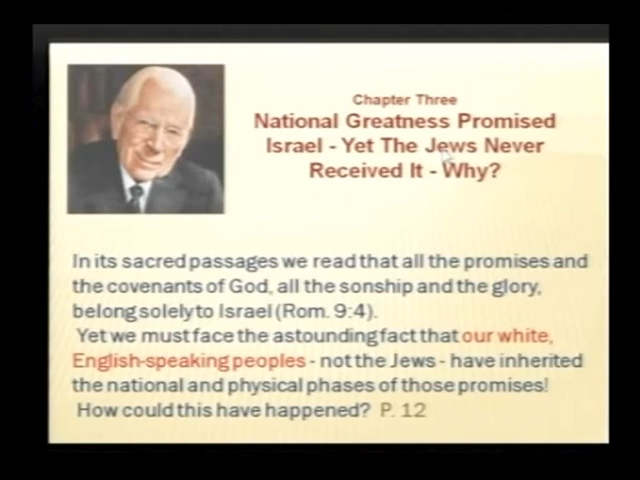 Chapter Three
National Greatness Promised
Israel - Yet The Jews Never
Received It - Why?
In its sacred passages we read that all the promises and
the covenants of God, all the sonship and the glory,
belong solely to Israel (Rom. 9:4).
Yet we must face the astounding fact that our white,
English-speaking peoples - not the Jews - have inherited
the national and physical phases of those promises!
How could this have happened? P. 12